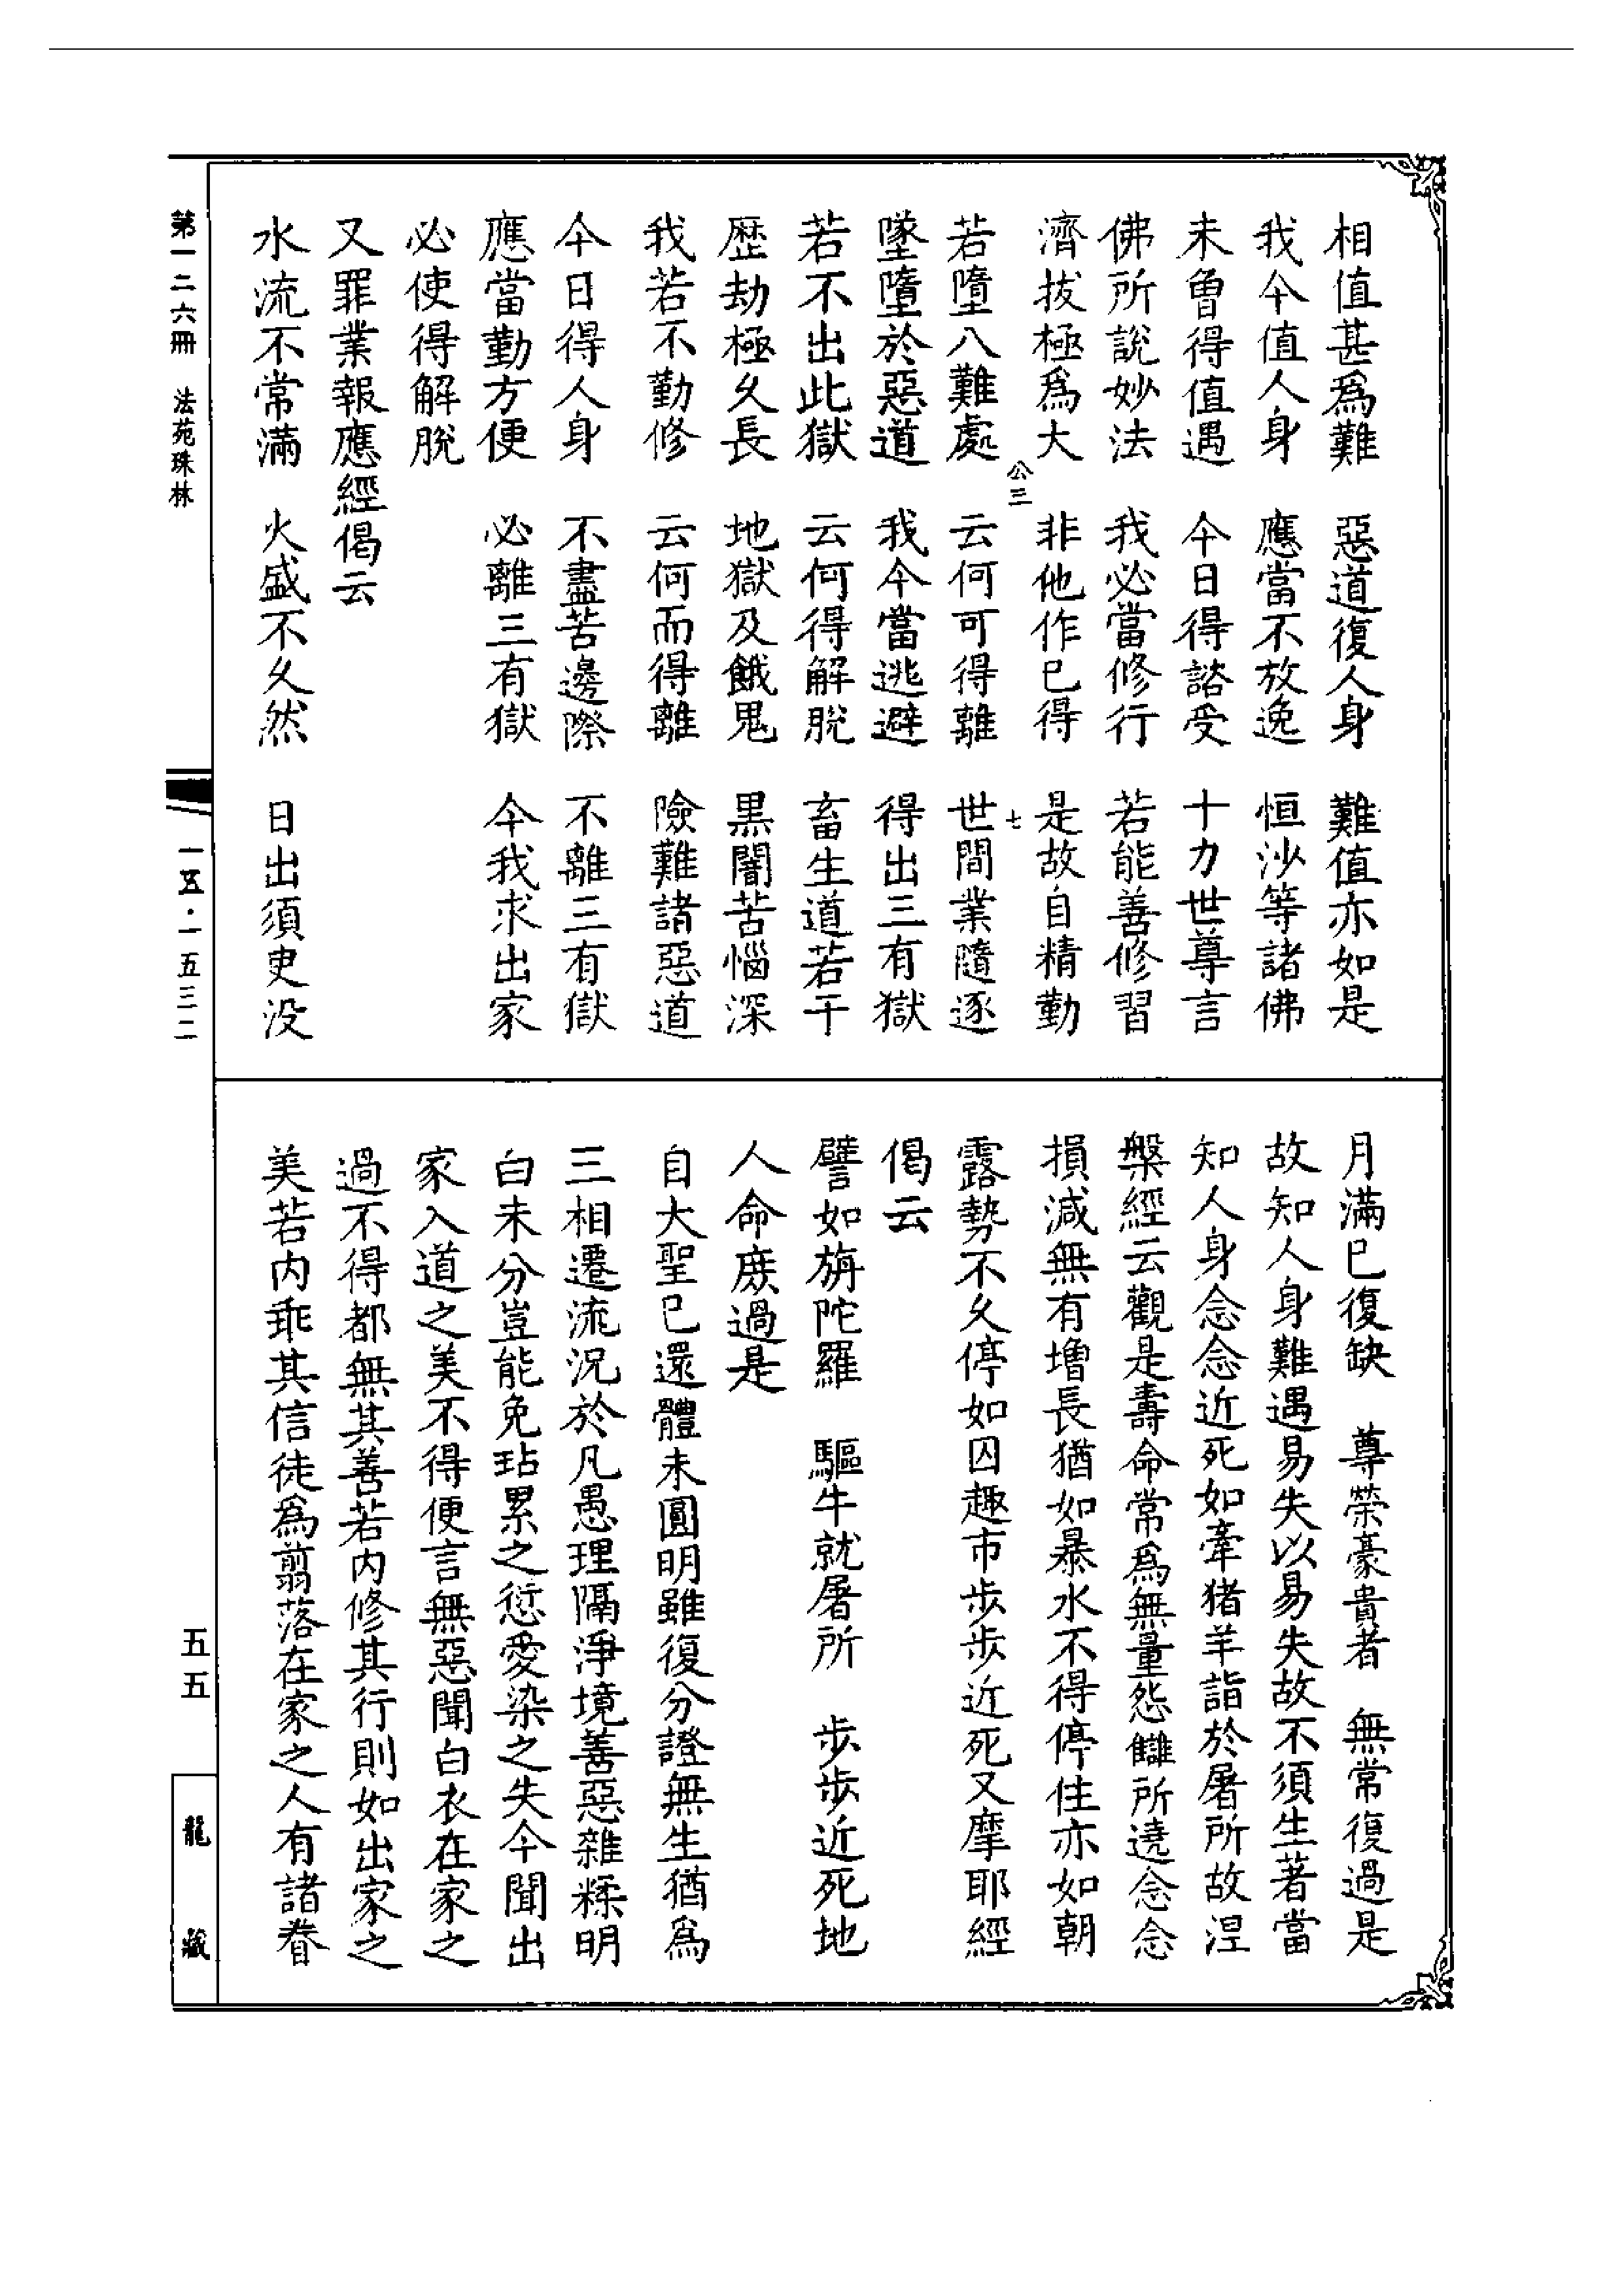 相值甚爲難　惡道復人身　難值亦如是
我今值人身　應當不放逸　恒沙等諸佛
未曾得值遇　今日得諮受　十力世尊言
佛所說妙法　我必當修行　若能善修習
濟拔極爲大　非他作巳得　是故自精勤
公三　七
若墮八難處　云何可得離　世間業隨逐
墜墮於惡道　我今當逃避　得出三有獄
若不出此獄　云何得解脫　畜生道若干
歷劫極久長　地獄及餓鬼　黑闇苦惱深
我若不勤修　云何而得離　險難諸惡道
今日得人身　不盡苦邊際　不離三有獄
應當勤方便　必離三有獄　今我求出家
必使得解脫
又罪業報應經偈云
水流不常滿　火盛不久然　日出須臾没
月滿巳復缺　尊榮豪貴者　無常復過是
故知人身難遇易失以易失故不須生著當
知人身念念近死如牽猪羊詣於屠所故涅
槃經云觀是壽命常爲無量怨讎所遶念念
損減無有增長猶如暴水不得停住亦如朝
露勢不久停如囚趣市步步近死又摩耶經
偈云
譬如旃陀羅　驅牛就屠所　步步近死地
人命疾過是
自大聖巳還體未圓明雖復分證無生猶爲
三相遷流況於凡愚理隔淨境善惡雜糅明
白未分豈能免玷累之愆愛染之失今聞出
家入道之美不得便言無惡聞白衣在家之
過不得都無其善若內修其行則如出家之
美若內乖其信徒爲剪落在家之人有諸眷
第一二六冊　法苑珠林
一五·一五三二
五五
龍藏